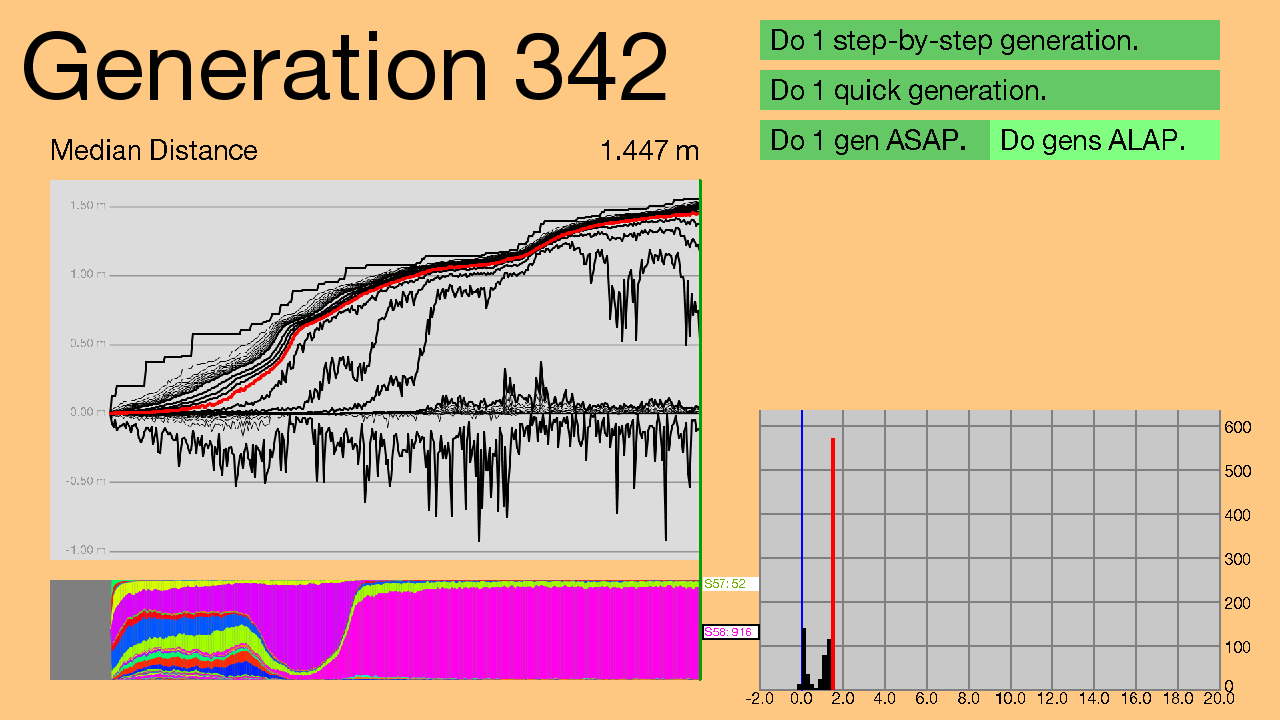 Generation 342
Do 1 step-by-step generation.
Do 1 quick generation.
Do 1 gen ASAP. Do gens ALAP.
Median Distance 1.447 m
1.50 m
1.00 m
0.50 m
0.00 m
-0.50 m
-1.00 m
S57: 52
S58: 916
600
500
400
300
200
100
0
-2.0 0.0 2.0 4.0 6.0 8.0 10.0 12.0 14.0 16.0 18.0 20.0